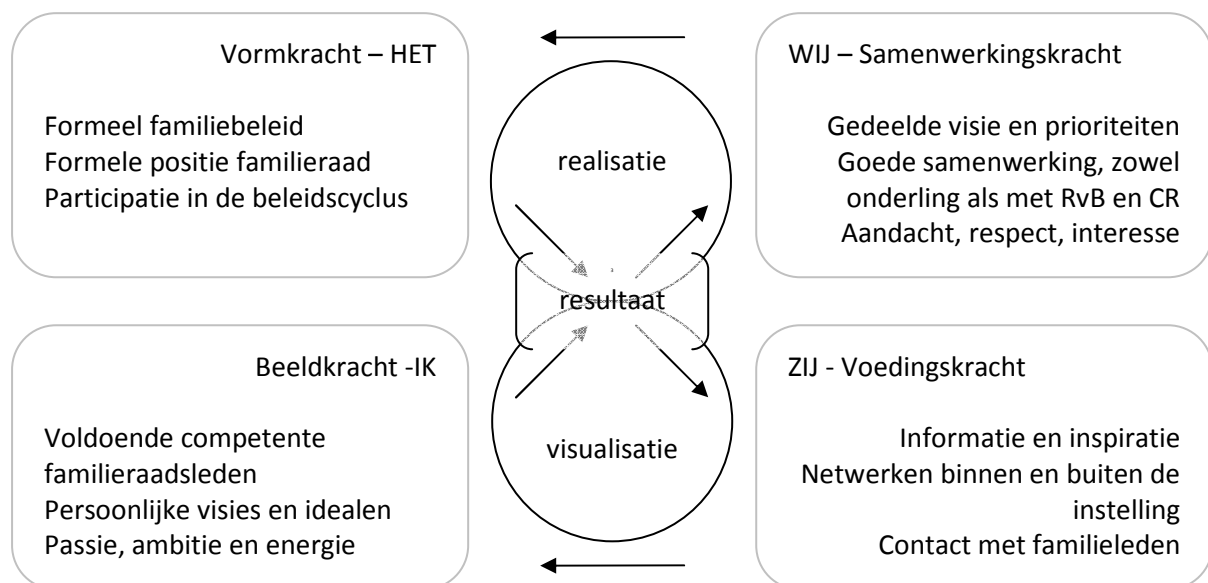 Vormkracht – HET
Formeel familiebeleid
Formele positie familieraad
Participatie in de beleidscyclus
WIJ – Samenwerkingskracht
Gedeelde visie en prioriteiten
Goede samenwerking, zowel
onderling als met RvB en CR
Aandacht, respect, interesse
realisatie
resultaat
visualisatie
Beeldkracht -IK
Voldoende competente
familieraadsleden
Persoonlijke visies en idealen
Passie, ambitie en energie
ZIJ - Voedingskracht
Informatie en inspiratie
Netwerken binnen en buiten de
instelling
Contact met familieleden